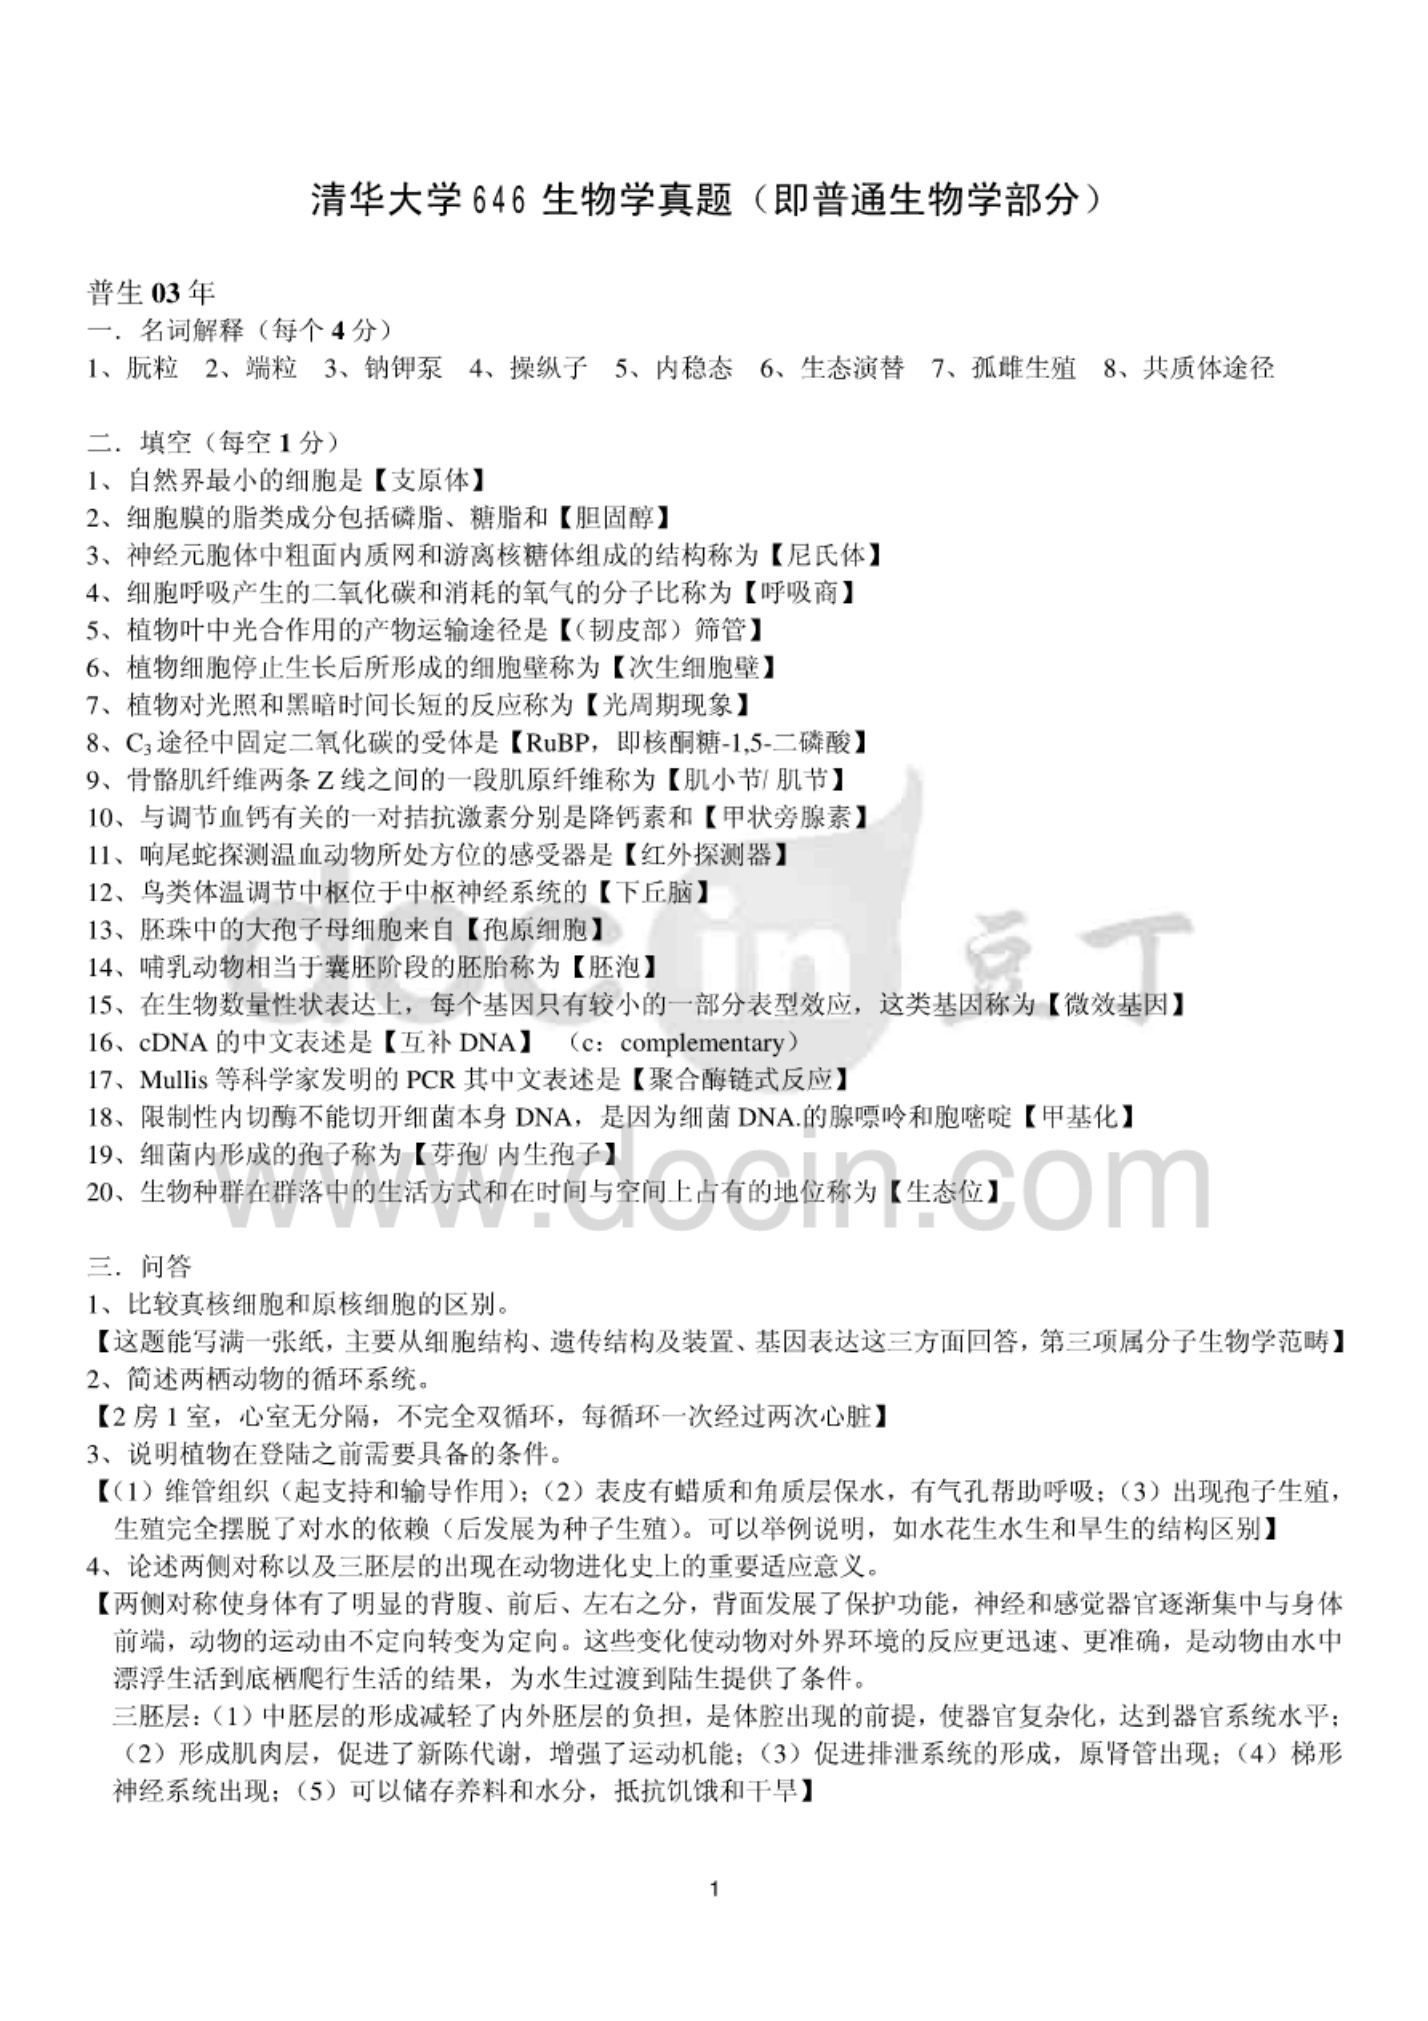 清华大学 646 生物学真题（即普通生物学部分）
普生 03 年
一．名词解释（每个 4 分）
1、朊粒 2、端粒 3、钠钾泵 4、操纵子 5、内稳态 6、生态演替 7、孤雌生殖 8、共质体途径
二．填空（每空 1 分）
1、自然界最小的细胞是【支原体】
2、细胞膜的脂类成分包括磷脂、糖脂和【胆固醇】
3、神经元胞体中粗面内质网和游离核糖体组成的结构称为【尼氏体】
4、细胞呼吸产生的二氧化碳和消耗的氧气的分子比称为【呼吸商】
5、植物叶中光合作用的产物运输途径是【（韧皮部）筛管】
6、植物细胞停止生长后所形成的细胞壁称为【次生细胞壁】
7、植物对光照和黑暗时间长短的反应称为【光周期现象】
8、C3途径中固定二氧化碳的受体是【RuBP，即核酮糖-1,5-二磷酸】
9、骨骼肌纤维两条 Z 线之间的一段肌原纤维称为【肌小节/ 肌节】
10、与调节血钙有关的一对拮抗激素分别是降钙素和【甲状旁腺素】
11、响尾蛇探测温血动物所处方位的感受器是【红外探测器】
12、鸟类体温调节中枢位于中枢神经系统的【下丘脑】
13、胚珠中的大孢子母细胞来自【孢原细胞】
14、哺乳动物相当于囊胚阶段的胚胎称为【胚泡】
15、在生物数量性状表达上，每个基因只有较小的一部分表型效应，这类基因称为【微效基因】
16、cDNA 的中文表述是【互补 DNA】 （c：complementary）
17、Mullis 等科学家发明的 PCR 其中文表述是【聚合酶链式反应】
18、限制性内切酶不能切开细菌本身 DNA，是因为细菌 DNA.的腺嘌呤和胞嘧啶【甲基化】
19、细菌内形成的孢子称为【芽孢/ 内生孢子】
20、生物种群在群落中的生活方式和在时间与空间上占有的地位称为【生态位】
docin 豆丁
www.docin.com
三．问答
1、比较真核细胞和原核细胞的区别。
【这题能写满一张纸，主要从细胞结构、遗传结构及装置、基因表达这三方面回答，第三项属分子生物学范畴】
2、简述两栖动物的循环系统。
【2 房 1 室，心室无分隔，不完全双循环，每循环一次经过两次心脏】
3、说明植物在登陆之前需要具备的条件。
【（1）维管组织（起支持和输导作用）；（2）表皮有蜡质和角质层保水，有气孔帮助呼吸；（3）出现孢子生殖，
生殖完全摆脱了对水的依赖（后发展为种子生殖）。可以举例说明，如水花生水生和旱生的结构区别】
4、论述两侧对称以及三胚层的出现在动物进化史上的重要适应意义。
【两侧对称使身体有了明显的背腹、前后、左右之分，背面发展了保护功能，神经和感觉器官逐渐集中与身体
前端，动物的运动由不定向转变为定向。这些变化使动物对外界环境的反应更迅速、更准确，是动物由水中
漂浮生活到底栖爬行生活的结果，为水生过渡到陆生提供了条件。
三胚层：（1）中胚层的形成减轻了内外胚层的负担，是体腔出现的前提，使器官复杂化，达到器官系统水平；
（2）形成肌肉层，促进了新陈代谢，增强了运动机能；（3）促进排泄系统的形成，原肾管出现；（4）梯形
神经系统出现；（5）可以储存养料和水分，抵抗饥饿和干旱】
1